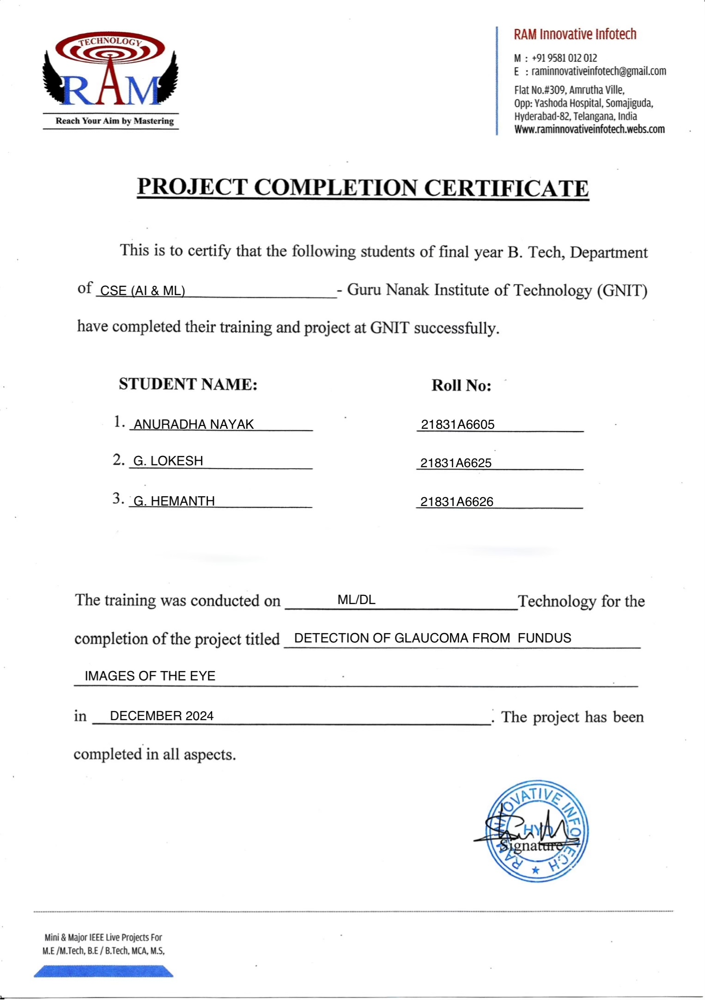 TECHNOLOGY
RAM
Reach Your Aim by Mastering
RAM Innovative Infotech
M : +91 9581 012 012
E : raminnovativeinfotech@gmail.com
Flat No.#309, Amrutha Ville,
Opp: Yashoda Hospital, Somajiguda,
Hyderabad-82, Telangana, India
Www.raminnovativeinfotech.webs.com
PROJECT COMPLETION CERTIFICATE
This is to certify that the following students of final year B. Tech, Department
of CSE (AI & ML) - Guru Nanak Institute of Technology (GNIT)
have completed their training and project at GNIT successfully.
STUDENT NAME: Roll No:
1. ANURADHA NAYAK 21831A6605
2. G. LOKESH 21831A6625
3. G. HEMANTH 21831A6626
The training was conducted on ML/DL Technology for the
completion of the project titled DETECTION OF GLAUCOMA FROM FUNDUS
IMAGES OF THE EYE
in DECEMBER 2024. The project has been
completed in all aspects.
RAM INNOVATIVE INFOTECH
HYD
Signature
Mini & Major IEEE Live Projects For
M.E /M.Tech, B.E / B.Tech, MCA, M.S,